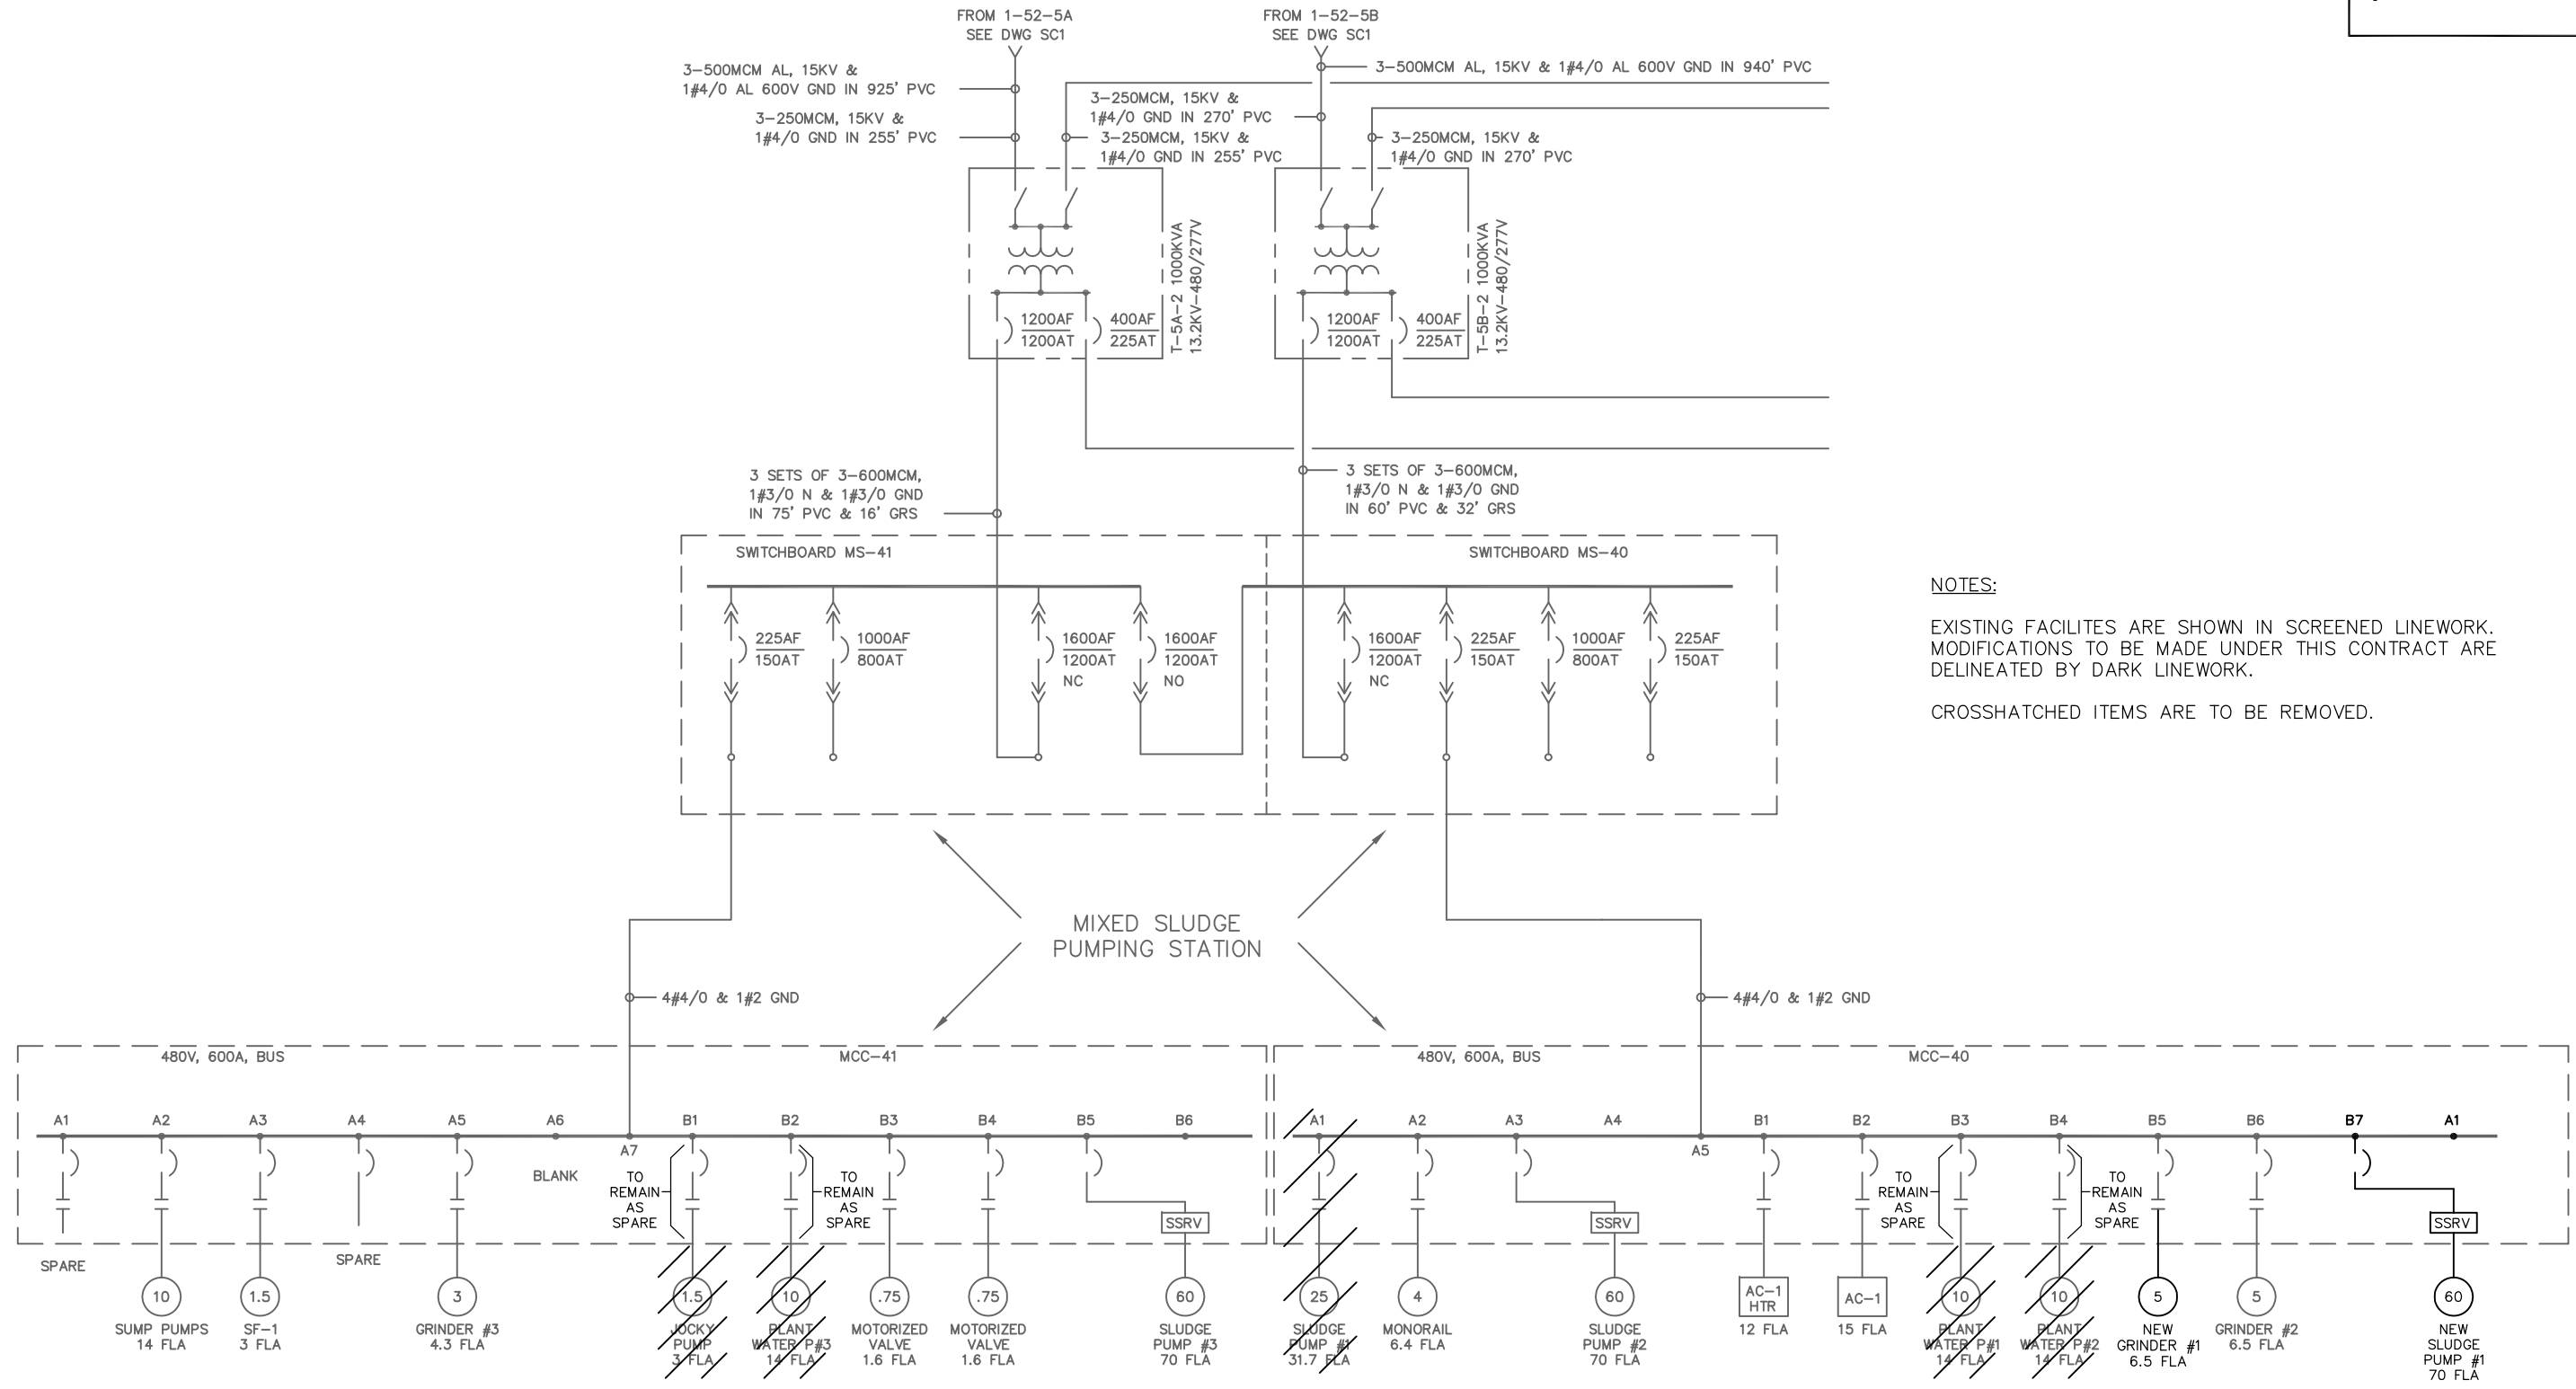 FROM 1-52-5A
SEE DWG SC1
FROM 1-52-5B
SEE DWG SC1
3-500MCM AL, 15KV &
1#4/0 AL 600V GND IN 925' PVC
3-500MCM AL, 15KV & 1#4/0 AL 600V GND IN 940' PVC
3-250MCM, 15KV &
1#4/0 GND IN 255' PVC
3-250MCM, 15KV &
1#4/0 GND IN 270' PVC
3-250MCM, 15KV &
1#4/0 GND IN 255' PVC
3-250MCM, 15KV &
1#4/0 GND IN 270' PVC
T-5A-2 1000KVA
13.2KV-480/277V
T-5B-2 1000KVA
13.2KV-480/277V
1200AF
1200AT
400AF
225AT
1200AF
1200AT
400AF
225AT
3 SETS OF 3-600MCM,
1#3/0 N & 1#3/0 GND
IN 75' PVC & 16' GRS
3 SETS OF 3-600MCM,
1#3/0 N & 1#3/0 GND
IN 60' PVC & 32' GRS
SWITCHBOARD MS-41
SWITCHBOARD MS-40
225AF
150AT
1000AF
800AT
1600AF
1200AT
NC
1600AF
1200AT
NO
1600AF
1200AT
NC
225AF
150AT
1000AF
800AT
225AF
150AT
NOTES:
EXISTING FACILITES ARE SHOWN IN SCREENED LINEWORK.
MODIFICATIONS TO BE MADE UNDER THIS CONTRACT ARE
DELINEATED BY DARK LINEWORK.
CROSSHATCHED ITEMS ARE TO BE REMOVED.
MIXED SLUDGE
PUMPING STATION
4#4/0 & 1#2 GND
4#4/0 & 1#2 GND
480V, 600A, BUS
MCC-41
480V, 600A, BUS
MCC-40
A1
A2
A3
A4
A5
A6
A7
B1
B2
B3
B4
B5
B6
A1
A2
A3
A4
A5
B1
B2
B3
B4
B5
B6
B7
A1
BLANK
TO
REMAIN
AS
SPARE
TO
REMAIN
AS
SPARE
SSRV
SSRV
TO
REMAIN
AS
SPARE
TO
REMAIN
AS
SPARE
SSRV
SPARE
10
SUMP PUMPS
14 FLA
1.5
SF-1
3 FLA
SPARE
3
GRINDER #3
4.3 FLA
1.5
JOCKY
PUMP
3 FLA
10
PLANT
WATER P#3
14 FLA
.75
MOTORIZED
VALVE
1.6 FLA
.75
MOTORIZED
VALVE
1.6 FLA
60
SLUDGE
PUMP #3
70 FLA
25
SLUDGE
PUMP #1
31.7 FLA
4
MONORAIL
6.4 FLA
60
SLUDGE
PUMP #2
70 FLA
AC-1
HTR
12 FLA
AC-1
15 FLA
10
PLANT
WATER P#1
14 FLA
10
PLANT
WATER P#2
14 FLA
5
NEW
GRINDER #1
6.5 FLA
5
GRINDER #2
6.5 FLA
60
NEW
SLUDGE
PUMP #1
70 FLA